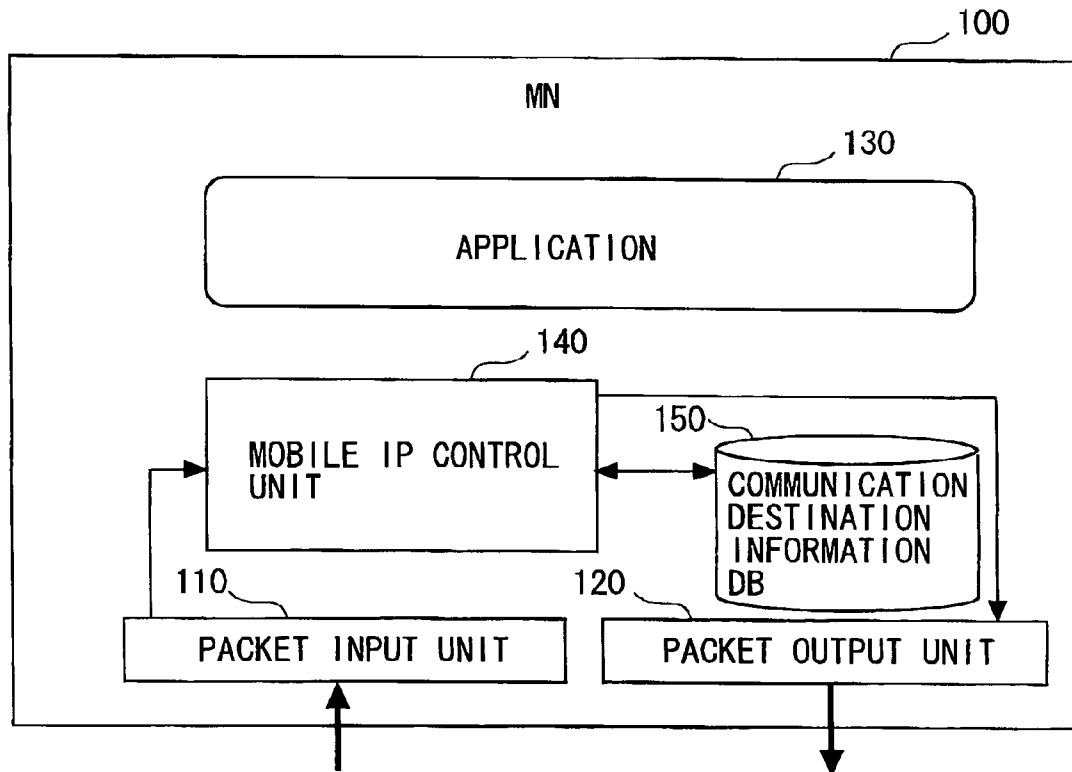 100
MN
130
APPLICATION
140
MOBILE IP CONTROL
UNIT
150
COMMUNICATION
DESTINATION
INFORMATION
DB
110
PACKET INPUT UNIT
120
PACKET OUTPUT UNIT